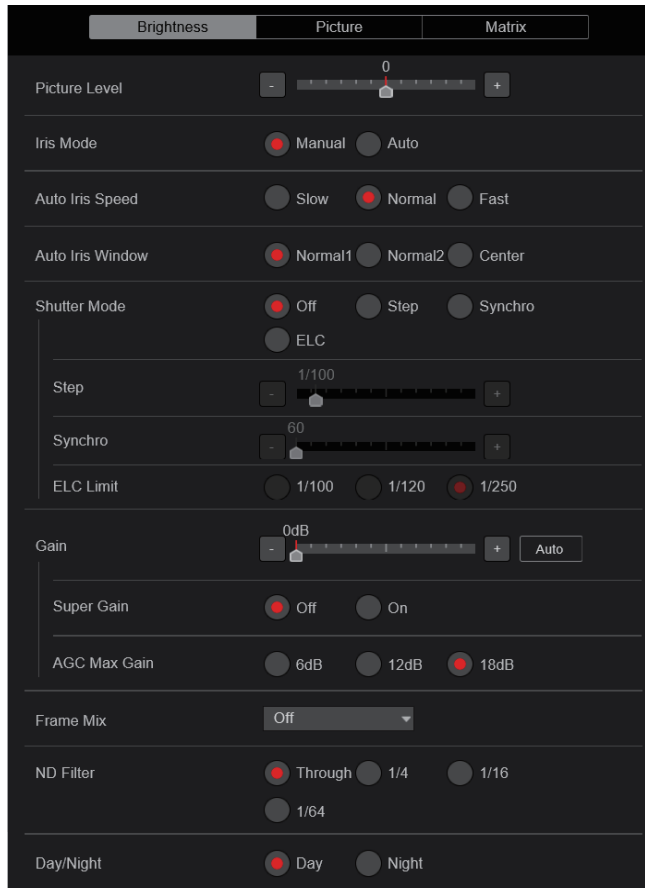 Brightness Picture Matrix
0
Picture Level - +
Iris Mode Manual Auto
Auto Iris Speed Slow Normal Fast
Auto Iris Window Normal1 Normal2 Center
Shutter Mode Off Step Synchro
ELC
1/100
Step - +
60
Synchro - +
ELC Limit 1/100 1/120 1/250
0dB
Gain - + Auto
Super Gain Off On
AGC Max Gain 6dB 12dB 18dB
Frame Mix Off
ND Filter Through 1/4 1/16
1/64
Day/Night Day Night